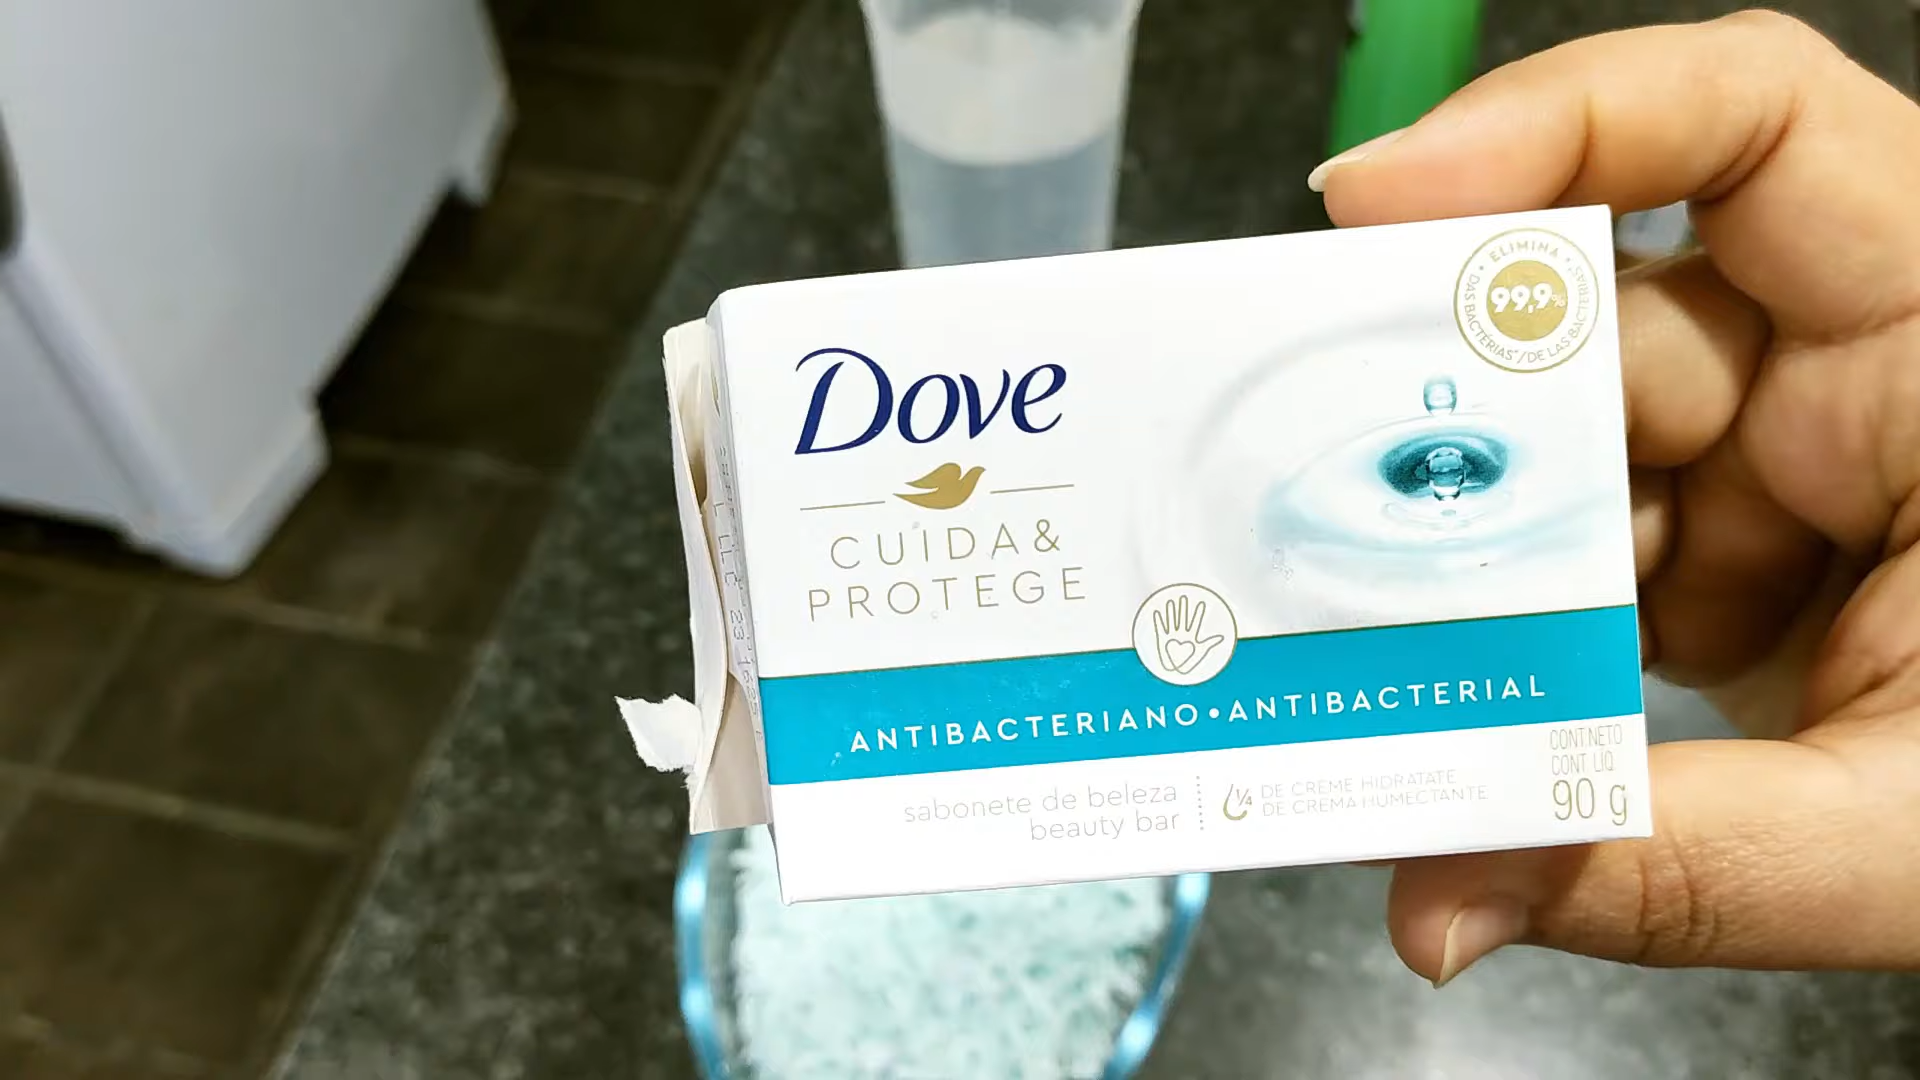 ELIMINA
99,9%
DAS BACTÉRIAS*/DE LAS BACTERIAS*
Dove
CUIDA&
PROTEGE
ANTIBACTERIANO•ANTIBACTERIAL
sabonete de beleza
beauty bar
1/4 DE CREME HIDRATATE
DE CREMA HUMECTANTE
CONT.NETO
CONT LIQ
90 g